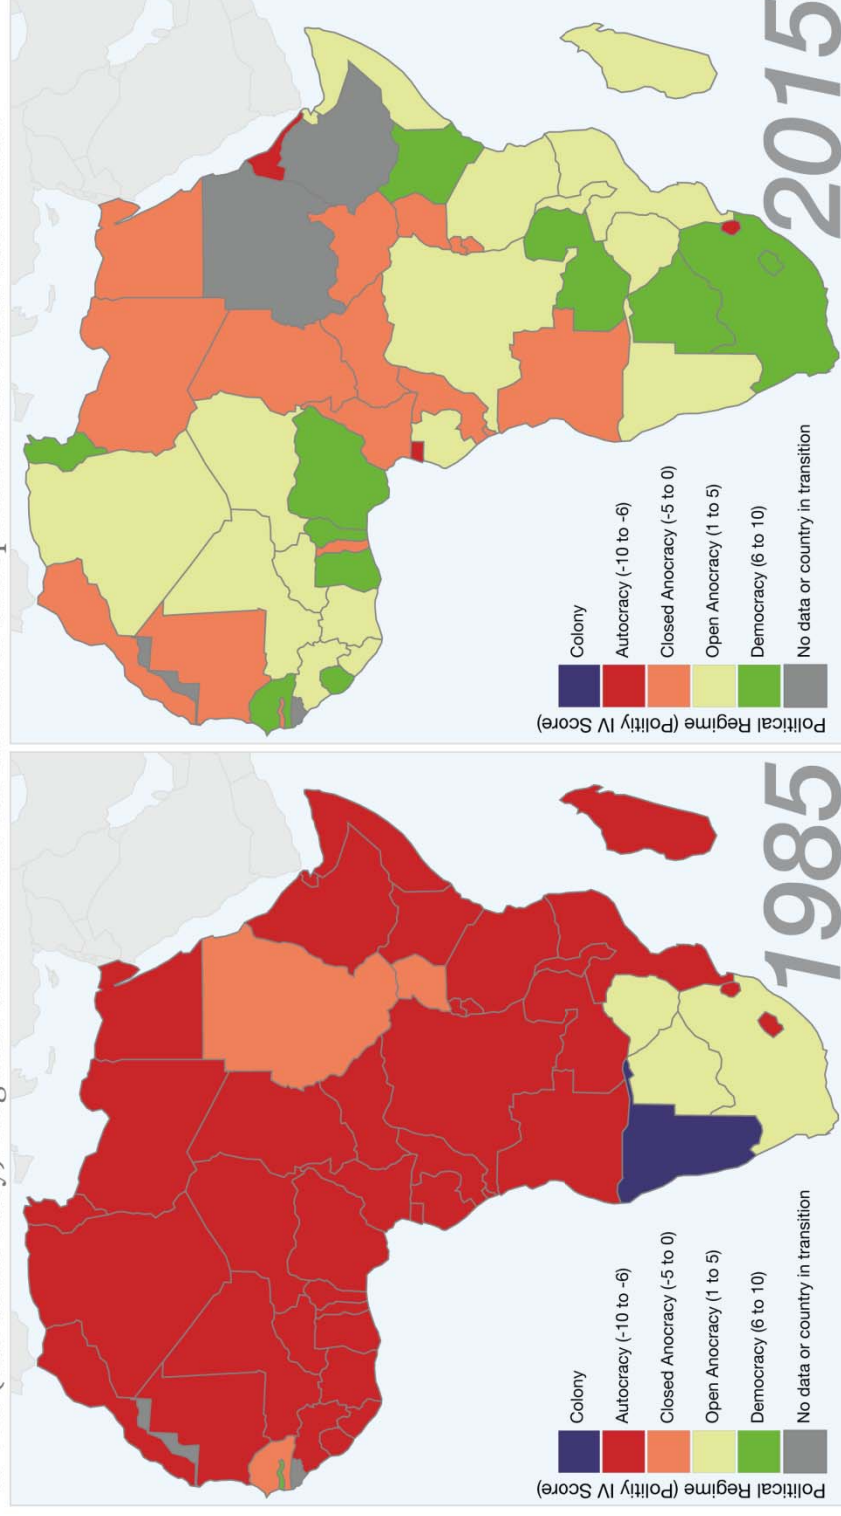 Political Regime (Politiy IV Score)
Colony
Autocracy (-10 to -6)
Closed Anocracy (-5 to 0)
Open Anocracy (1 to 5)
Democracy (6 to 10)
No data or country in transition
1985
Political Regime (Politiy IV Score)
Colony
Autocracy (-10 to -6)
Closed Anocracy (-5 to 0)
Open Anocracy (1 to 5)
Democracy (6 to 10)
No data or country in transition
2015